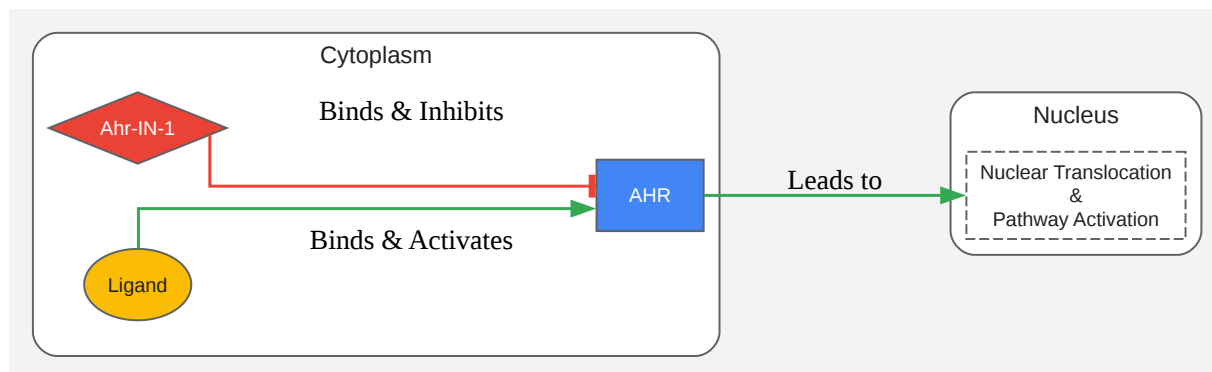 Cytoplasm
Binds & Inhibits
Ahr-IN-1
AHR
Binds & Activates
Ligand
Leads to
Nucleus
Nuclear Translocation
&
Pathway Activation